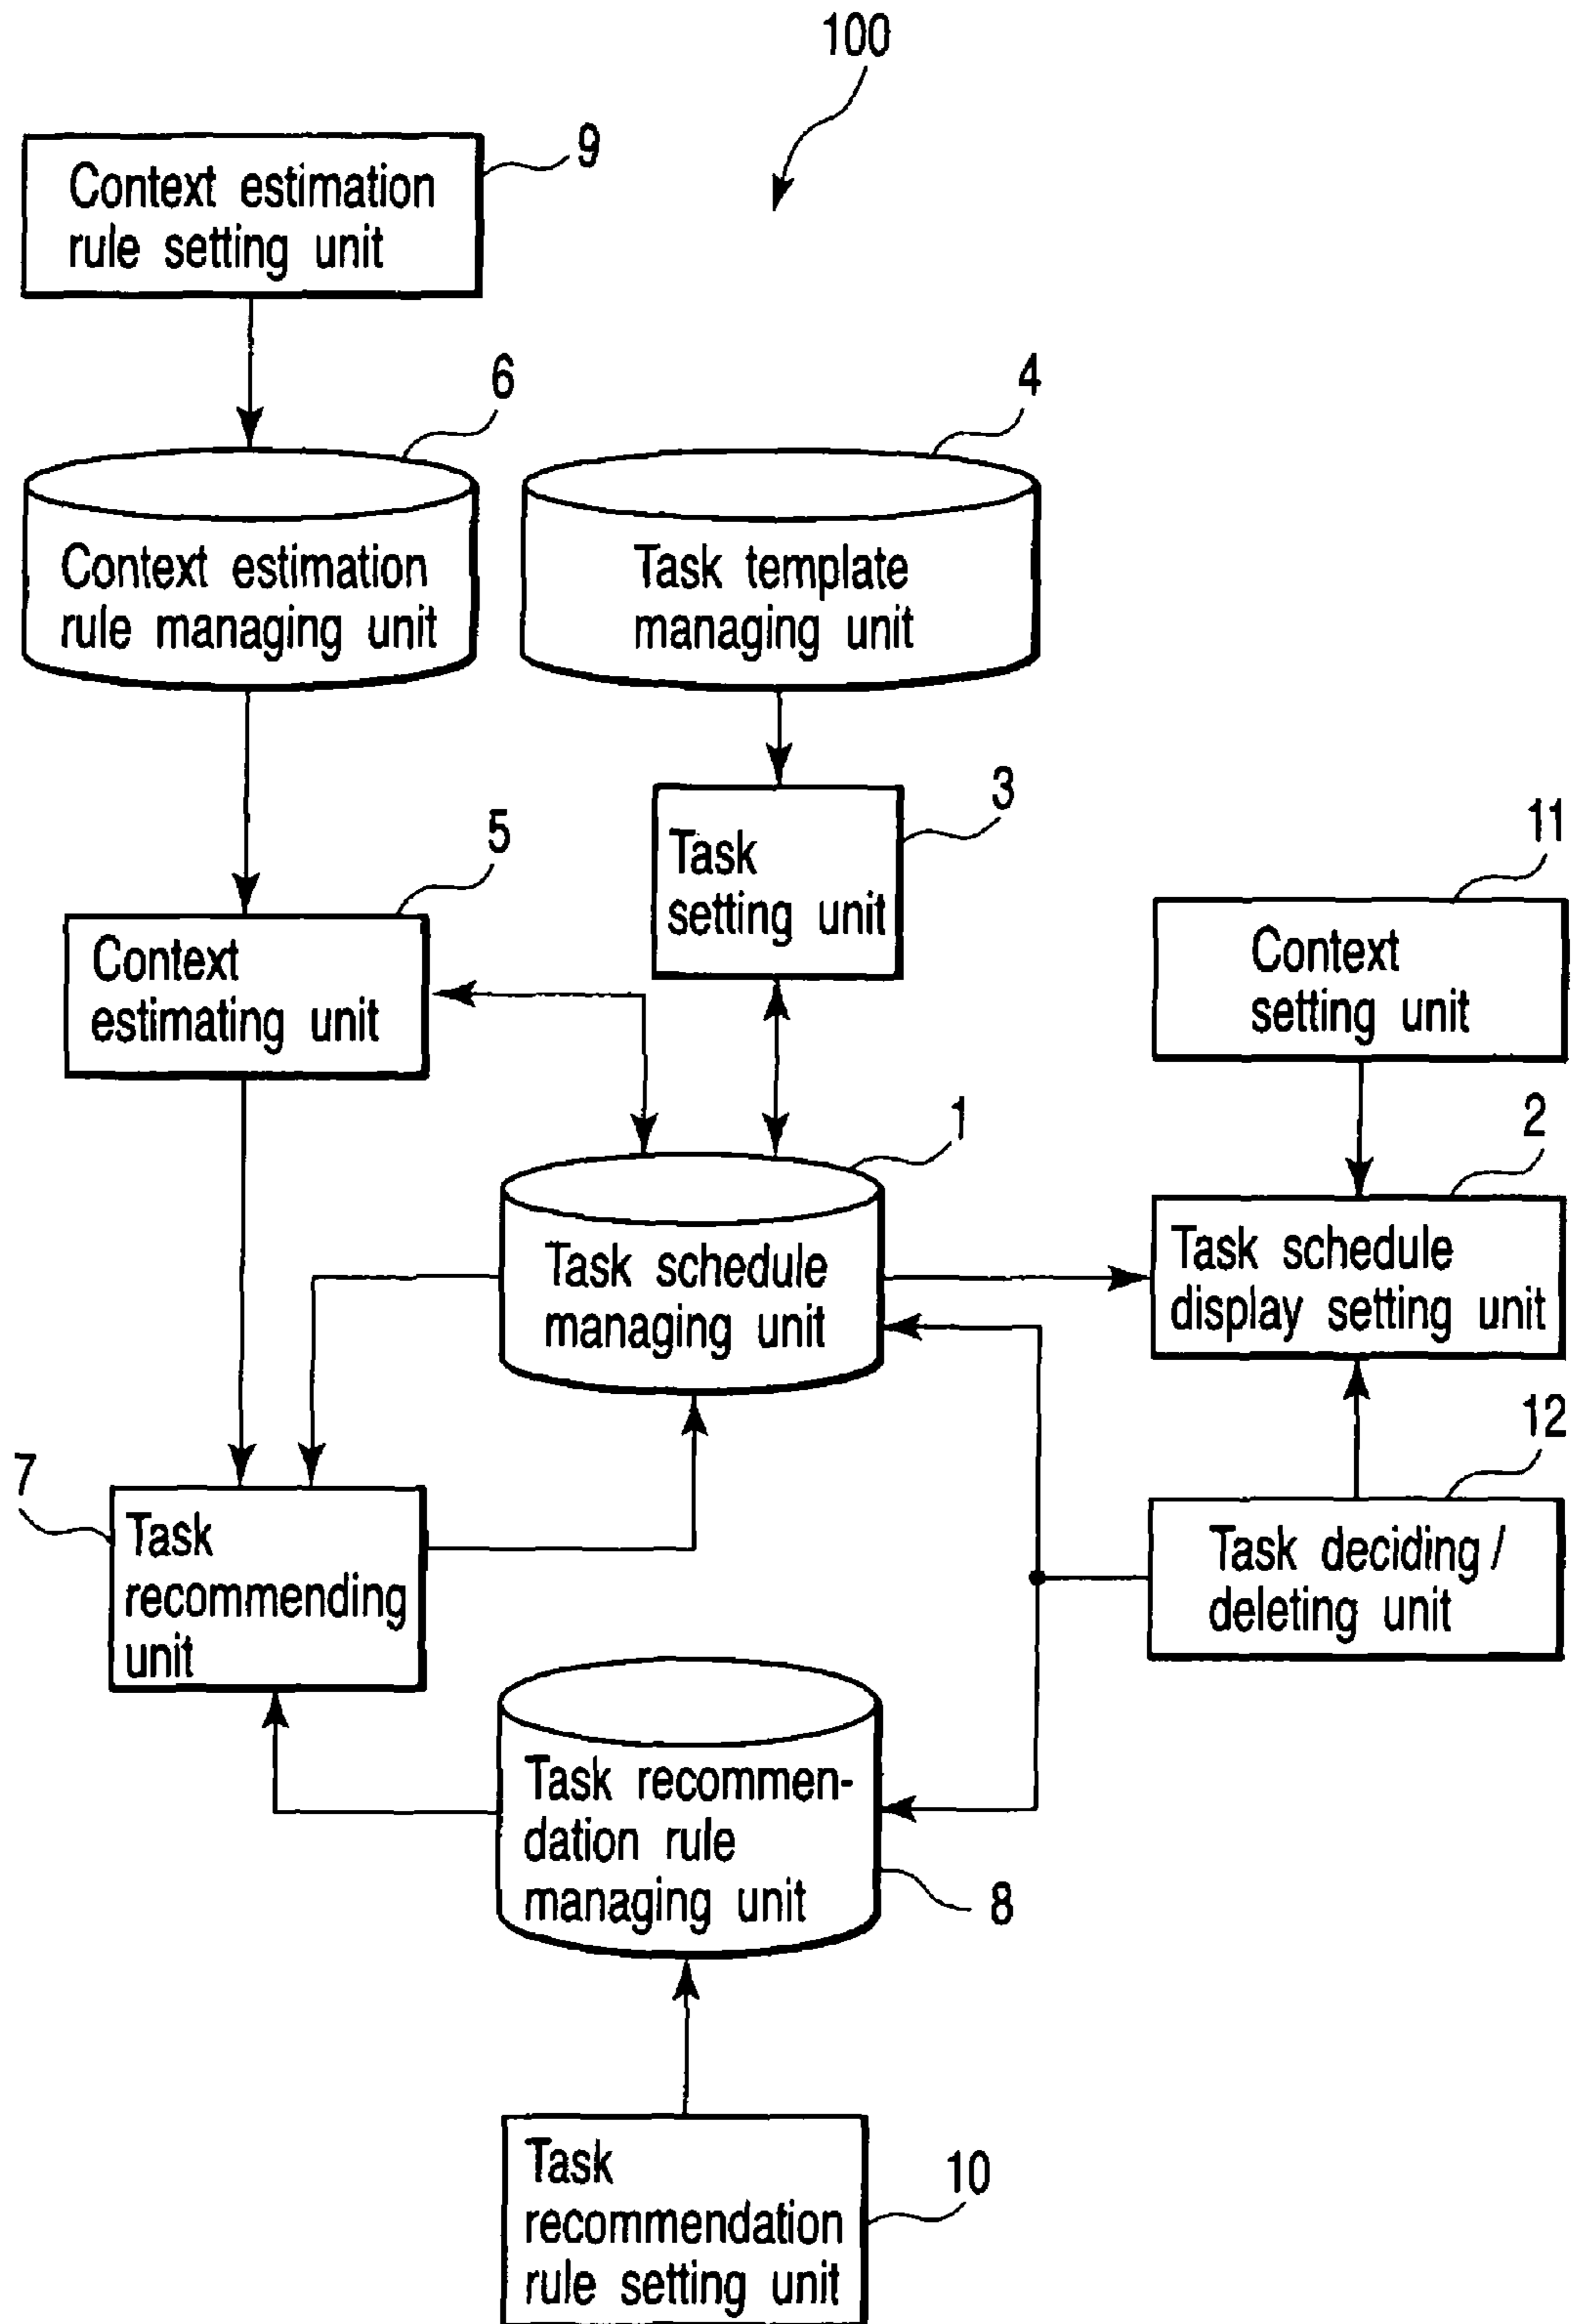 100
9
Context estimation
rule setting unit
6
4
Context estimation
rule managing unit
Task template
managing unit
3
Task
setting unit
5
Context
estimating unit
11
Context
setting unit
1
2
Task schedule
managing unit
Task schedule
display setting unit
7
Task
recommending
unit
12
Task deciding/
deleting unit
Task recommen-
dation rule
managing unit
8
Task
recommendation
rule setting unit
10